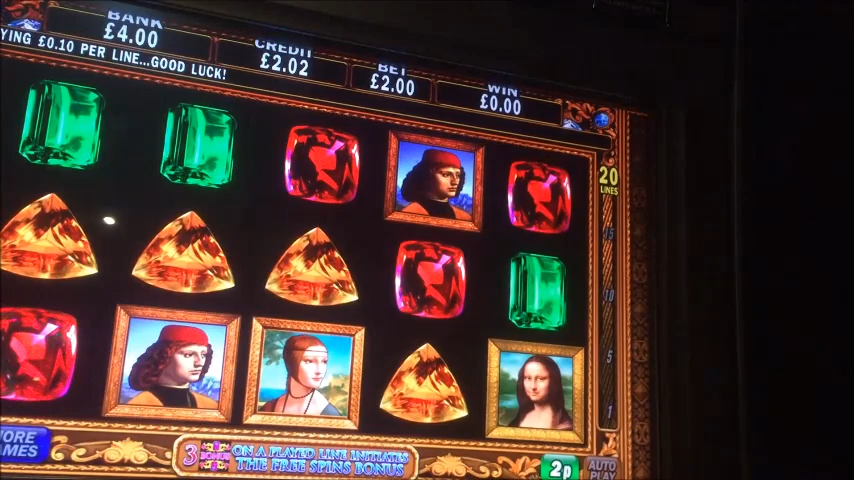 BANK
£4.00
CREDIT
£2.02
BET
£2.00
WIN
£0.00
YING £0.10 PER LINE...GOOD LUCK!
20
LINES
15
10
5
1
MORE
GAMES
3 BONUS ON A PLAYED LINE INITIATES
THE FREE SPINS BONUS
2p
AUTO
PLAY